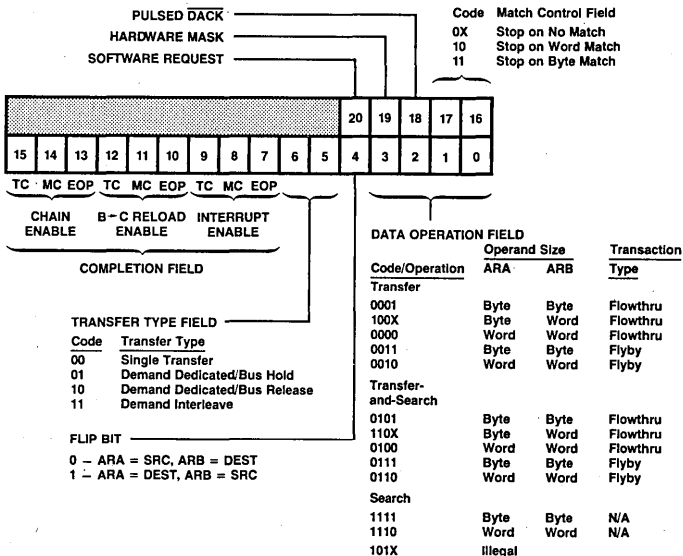 PULSED DACK
HARDWARE MASK
SOFTWARE REQUEST
Code Match Control Field
0X Stop on No Match
10 Stop on Word Match
11 Stop on Byte Match
20 19 18 17 16
15 14 13 12 11 10 9 8 7 6 5 4 3 2 1 0
TC MC EOP TC MC EOP TC MC EOP
CHAIN ENABLE
B–C RELOAD ENABLE
INTERRUPT ENABLE
COMPLETION FIELD
TRANSFER TYPE FIELD
Code Transfer Type
00 Single Transfer
01 Demand Dedicated/Bus Hold
10 Demand Dedicated/Bus Release
11 Demand Interleave
FLIP BIT
0 – ARA = SRC, ARB = DEST
1 – ARA = DEST, ARB = SRC
DATA OPERATION FIELD
Operand Size Transaction
Code/Operation ARA ARB Type
Transfer
0001 Byte Byte Flowthru
100X Byte Word Flowthru
0000 Word Word Flowthru
0011 Byte Byte Flyby
0010 Word Word Flyby
Transfer-
and-Search
0101 Byte Byte Flowthru
110X Byte Word Flowthru
0100 Word Word Flowthru
0111 Byte Byte Flyby
0110 Word Word Flyby
Search
1111 Byte Byte N/A
1110 Word Word N/A
101X Illegal